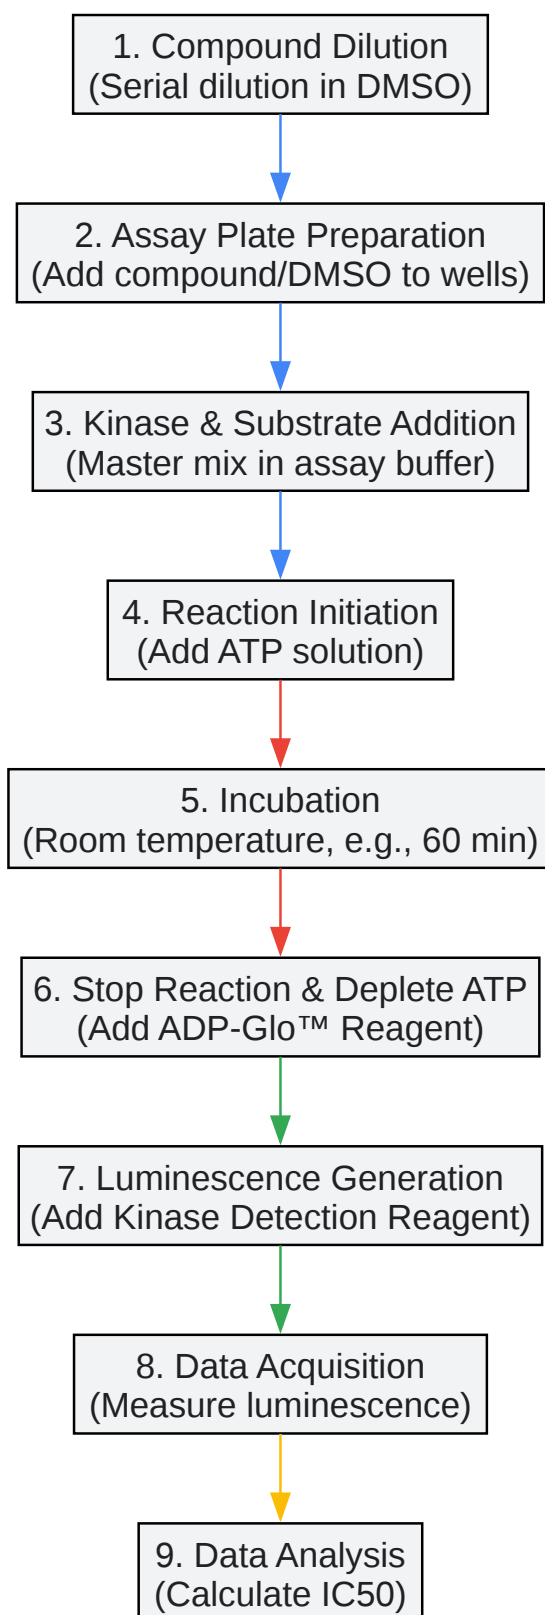 1. Compound Dilution
(Serial dilution in DMSO)
2. Assay Plate Preparation
(Add compound/DMSO to wells)
3. Kinase & Substrate Addition
(Master mix in assay buffer)
4. Reaction Initiation
(Add ATP solution)
5. Incubation
(Room temperature, e.g., 60 min)
6. Stop Reaction & Deplete ATP
(Add ADP-Glo™ Reagent)
7. Luminescence Generation
(Add Kinase Detection Reagent)
8. Data Acquisition
(Measure luminescence)
9. Data Analysis
(Calculate IC50)